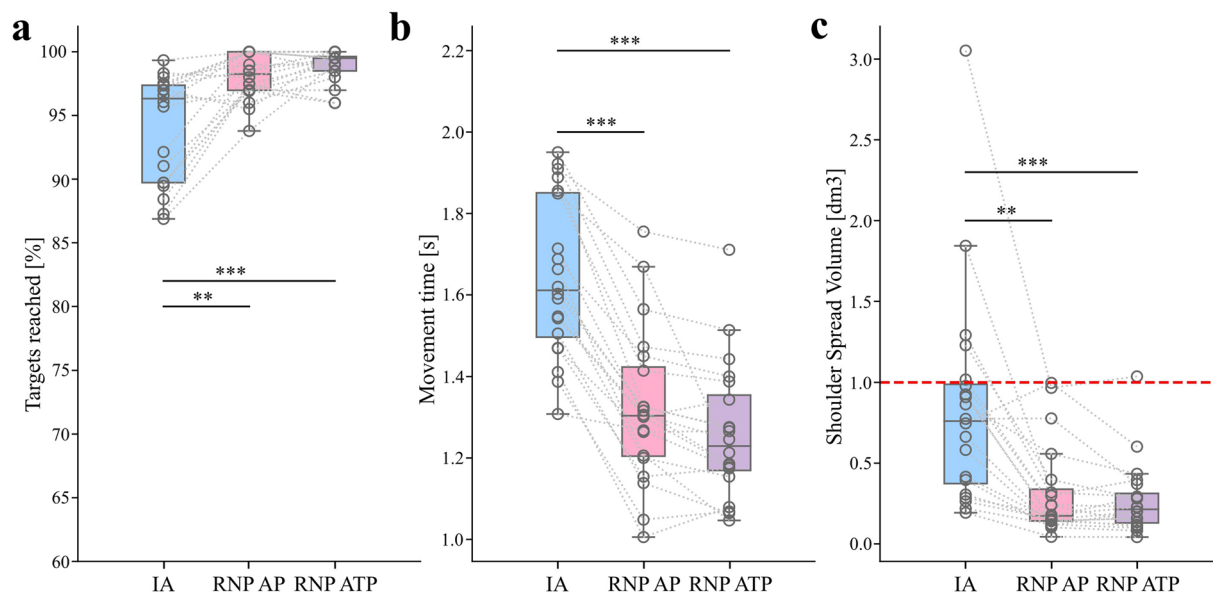 a
Targets reached [%]
100
95
90
85
80
75
70
65
60
***
**
IA
RNP AP
RNP ATP
b
Movement time [s]
2.2
2.0
1.8
1.6
1.4
1.2
1.0
***
***
IA
RNP AP
RNP ATP
c
Shoulder Spread Volume [dm3]
3.0
2.5
2.0
1.5
1.0
0.5
0.0
***
**
IA
RNP AP
RNP ATP